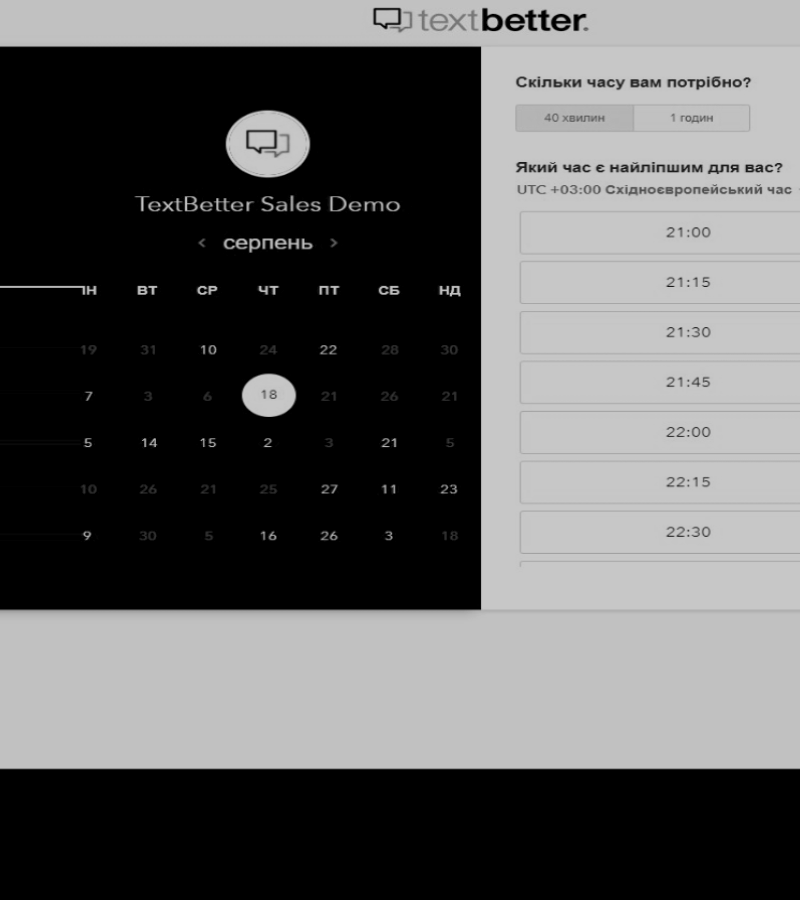 textbetter.
TextBetter Sales Demo
‹ серпень ›
ІН ВТ СР ЧТ ПТ СБ НД
19 31 10 24 22 28 30
7 3 6 18 21 26 21
5 14 15 2 3 21 5
10 26 21 25 27 11 23
9 30 5 16 26 3 18
Скільки часу вам потрібно?
40 хвилин 1 годин
Який час є найліпшим для вас?
UTC +03:00 Східноєвропейський час
21:00
21:15
21:30
21:45
22:00
22:15
22:30